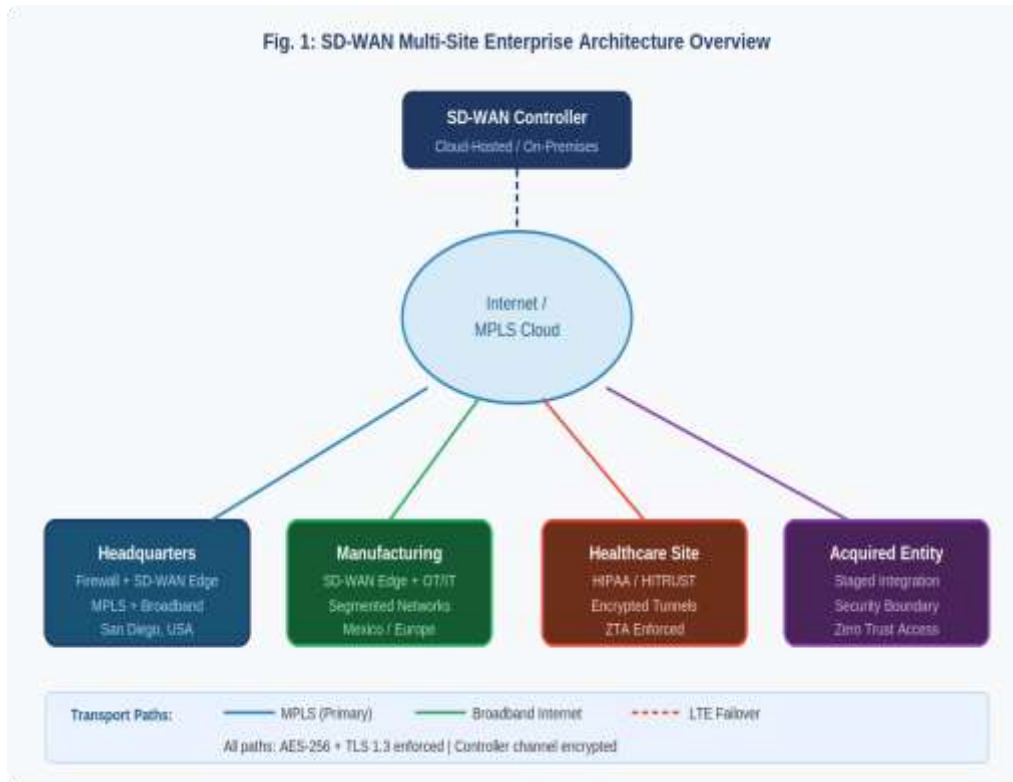 Fig. 1: SD-WAN Multi-Site Enterprise Architecture Overview
SD-WAN Controller
Cloud-Hosted / On-Premises
Internet /
MPLS Cloud
Headquarters
Firewall + SD-WAN Edge
MPLS + Broadband
San Diego, USA
Manufacturing
SD-WAN Edge + OT/IT
Segmented Networks
Mexico / Europe
Healthcare Site
HIPAA / HITRUST
Encrypted Tunnels
ZTA Enforced
Acquired Entity
Staged Integration
Security Boundary
Zero Trust Access
Transport Paths: MPLS (Primary) Broadband Internet LTE Failover
All paths: AES-256 + TLS 1.3 enforced | Controller channel encrypted